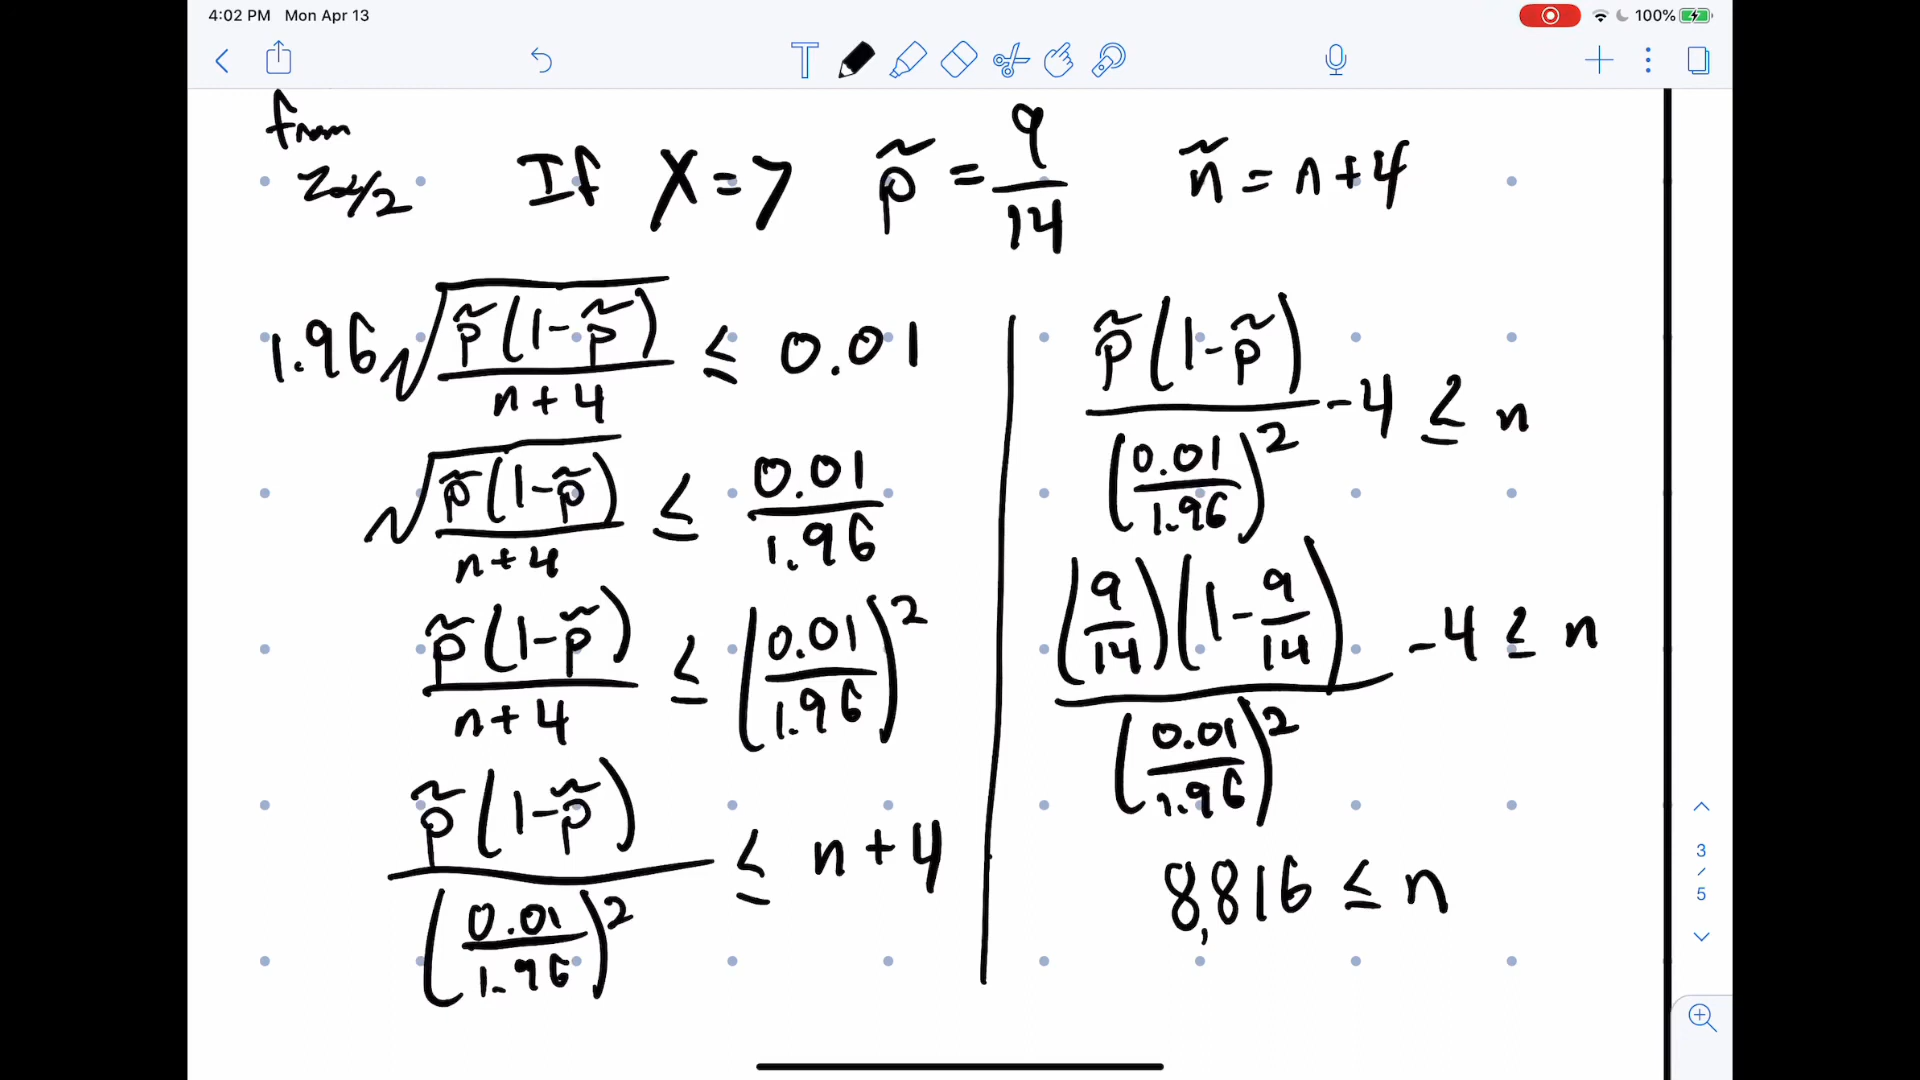 4:02 PM Mon Apr 13
100%
T
from
z α/2
If X = 7 p̃ = 9/14 ñ = n + 4
1.96 √(p̃(1-p̃)/(n+4)) ≤ 0.01
√(p̃(1-p̃)/(n+4)) ≤ 0.01/1.96
p̃(1-p̃)/(n+4) ≤ (0.01/1.96)²
p̃(1-p̃)/(0.01/1.96)² ≤ n + 4
p̃(1-p̃)/(0.01/1.96)² - 4 ≤ n
(9/14)(1-9/14)/(0.01/1.96)² - 4 ≤ n
8,816 ≤ n
3
/
5